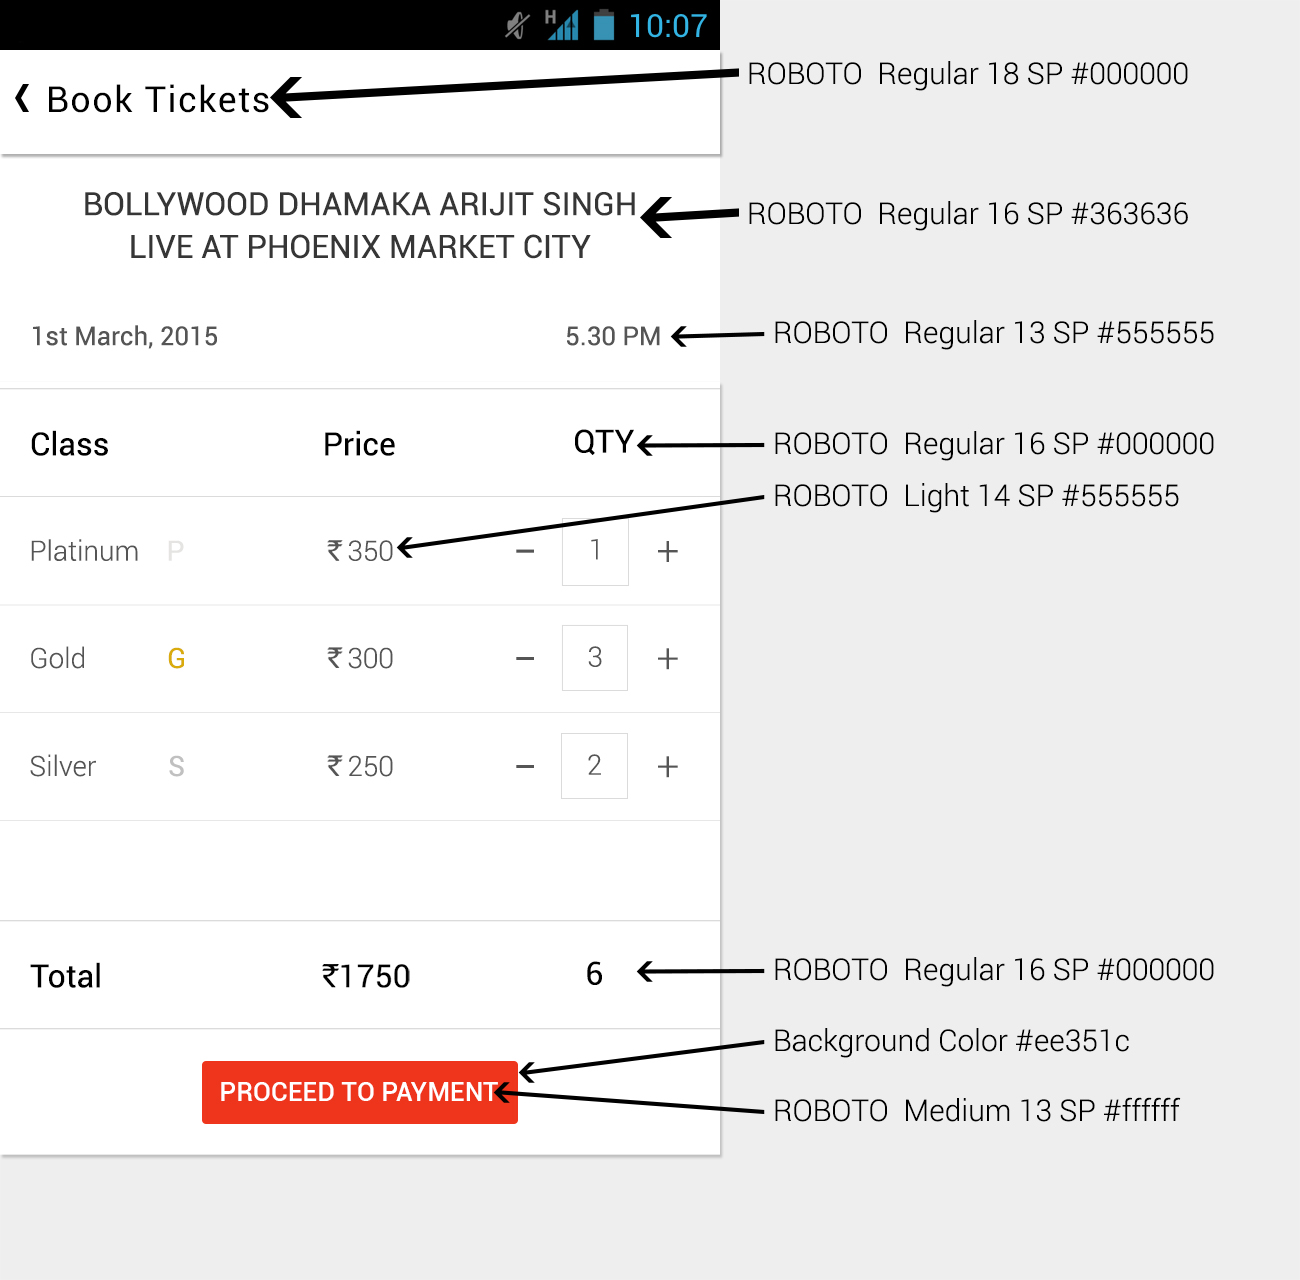 H 10:07
Book Tickets
ROBOTO Regular 18 SP #000000
BOLLYWOOD DHAMAKA ARIJIT SINGH
LIVE AT PHOENIX MARKET CITY
ROBOTO Regular 16 SP #363636
1st March, 2015 5.30 PM
ROBOTO Regular 13 SP #555555
Class Price QTY
ROBOTO Regular 16 SP #000000
ROBOTO Light 14 SP #555555
Platinum P ₹350 − 1 +
Gold G ₹300 − 3 +
Silver S ₹250 − 2 +
Total ₹1750 6
ROBOTO Regular 16 SP #000000
Background Color #ee351c
PROCEED TO PAYMENT
ROBOTO Medium 13 SP #ffffff